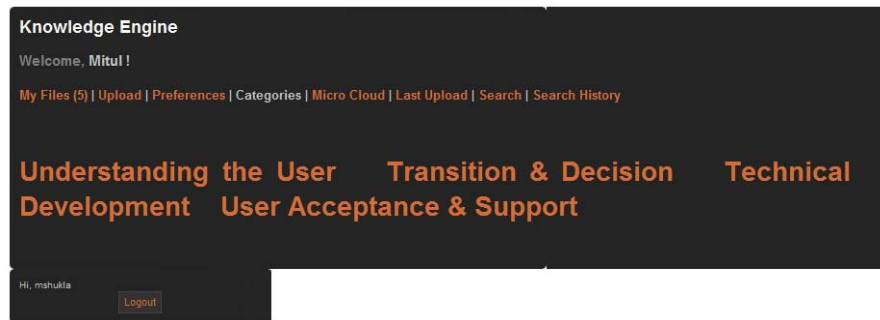 Knowledge Engine
Welcome, Mitul !
My Files (5) | Upload | Preferences | Categories | Micro Cloud | Last Upload | Search | Search History
Understanding the User Transition & Decision Technical
Development User Acceptance & Support
Hi, mshukla
Logout